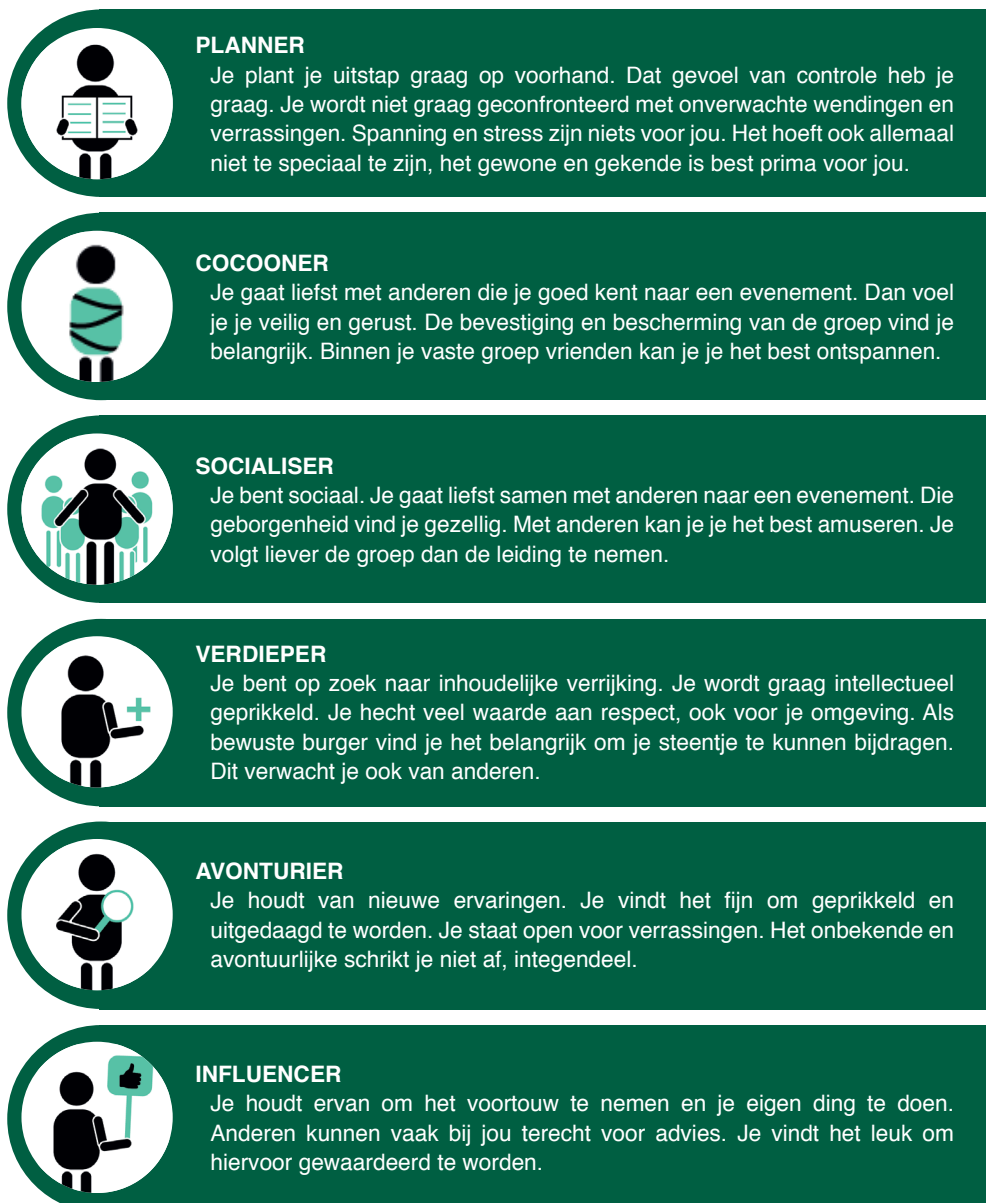 PLANNER
Je plant je uitstap graag op voorhand. Dat gevoel van controle heb je
graag. Je wordt niet graag geconfronteerd met onverwachte wendingen en
verrassingen. Spanning en stress zijn niets voor jou. Het hoeft ook allemaal
niet te speciaal te zijn, het gewone en gekende is best prima voor jou.
COCOONER
Je gaat liefst met anderen die je goed kent naar een evenement. Dan voel
je je veilig en gerust. De bevestiging en bescherming van de groep vind je
belangrijk. Binnen je vaste groep vrienden kan je je het best ontspannen.
SOCIALISER
Je bent sociaal. Je gaat liefst samen met anderen naar een evenement. Die
geborgenheid vind je gezellig. Met anderen kan je je het best amuseren. Je
volgt liever de groep dan de leiding te nemen.
VERDIEPER
Je bent op zoek naar inhoudelijke verrijking. Je wordt graag intellectueel
geprikkeld. Je hecht veel waarde aan respect, ook voor je omgeving. Als
bewuste burger vind je het belangrijk om je steentje te kunnen bijdragen.
Dit verwacht je ook van anderen.
AVONTURIER
Je houdt van nieuwe ervaringen. Je vindt het fijn om geprikkeld en
uitgedaagd te worden. Je staat open voor verrassingen. Het onbekende en
avontuurlijke schrikt je niet af, integendeel.
INFLUENCER
Je houdt ervan om het voortouw te nemen en je eigen ding te doen.
Anderen kunnen vaak bij jou terecht voor advies. Je vindt het leuk om
hiervoor gewaardeerd te worden.